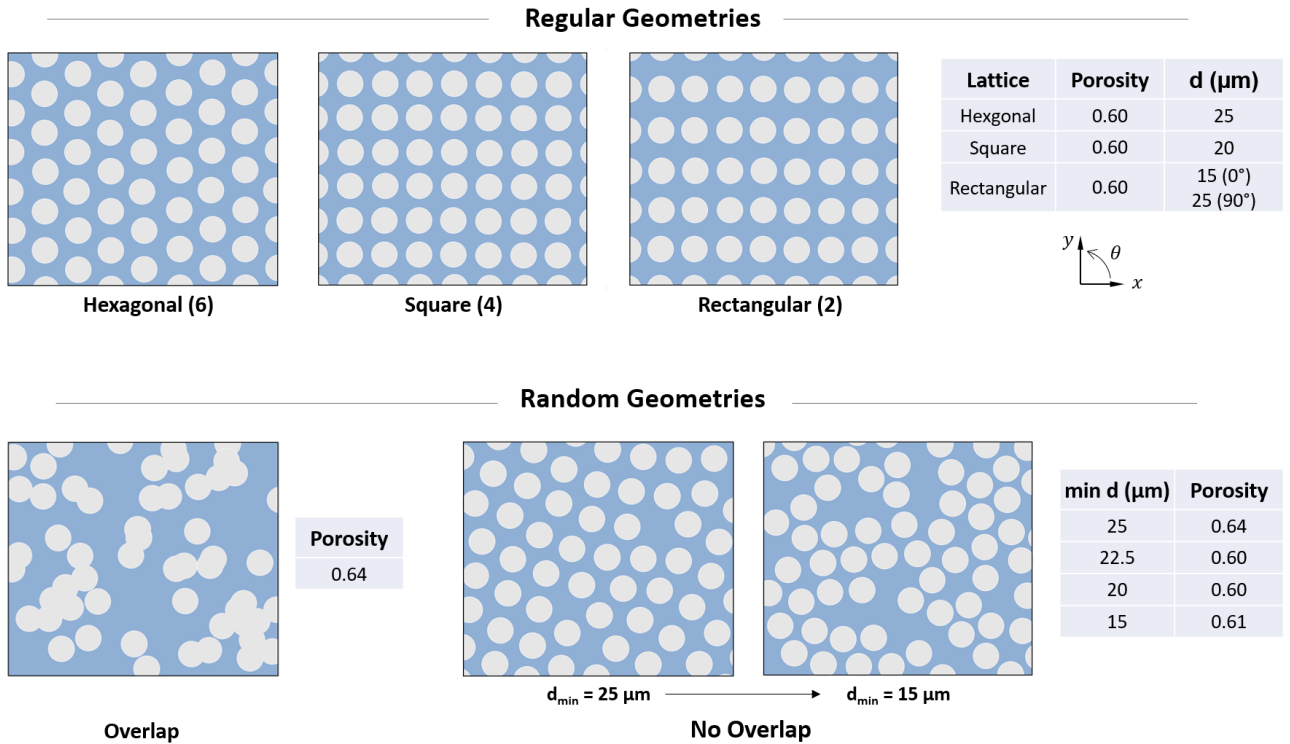 Regular Geometries
Lattice Porosity d (μm)
Hexgonal 0.60 25
Square 0.60 20
Rectangular 0.60 15 (0°)
25 (90°)
y
θ
x
Hexagonal (6)
Square (4)
Rectangular (2)
Random Geometries
Porosity
0.64
min d (μm) Porosity
25 0.64
22.5 0.60
20 0.60
15 0.61
dmin = 25 μm
dmin = 15 μm
Overlap
No Overlap